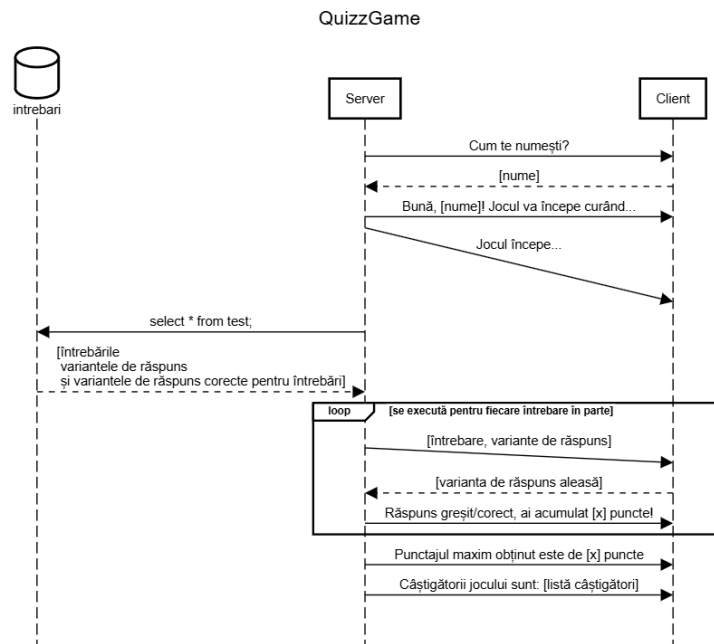 QuizzGame
intrebari
Server
Client
Cum te numești?
[nume]
Bună, [nume]! Jocul va începe curând...
Jocul începe...
select * from test;
[întrebările
variantele de răspuns
și variantele de răspuns corecte pentru întrebări]
loop
[se execută pentru fiecare întrebare în parte]
[întrebare, variante de răspuns]
[varianta de răspuns aleasă]
Răspuns greșit/corect, ai acumulat [x] puncte!
Punctajul maxim obținut este de [x] puncte
Câștigătorii jocului sunt: [listă câștigători]